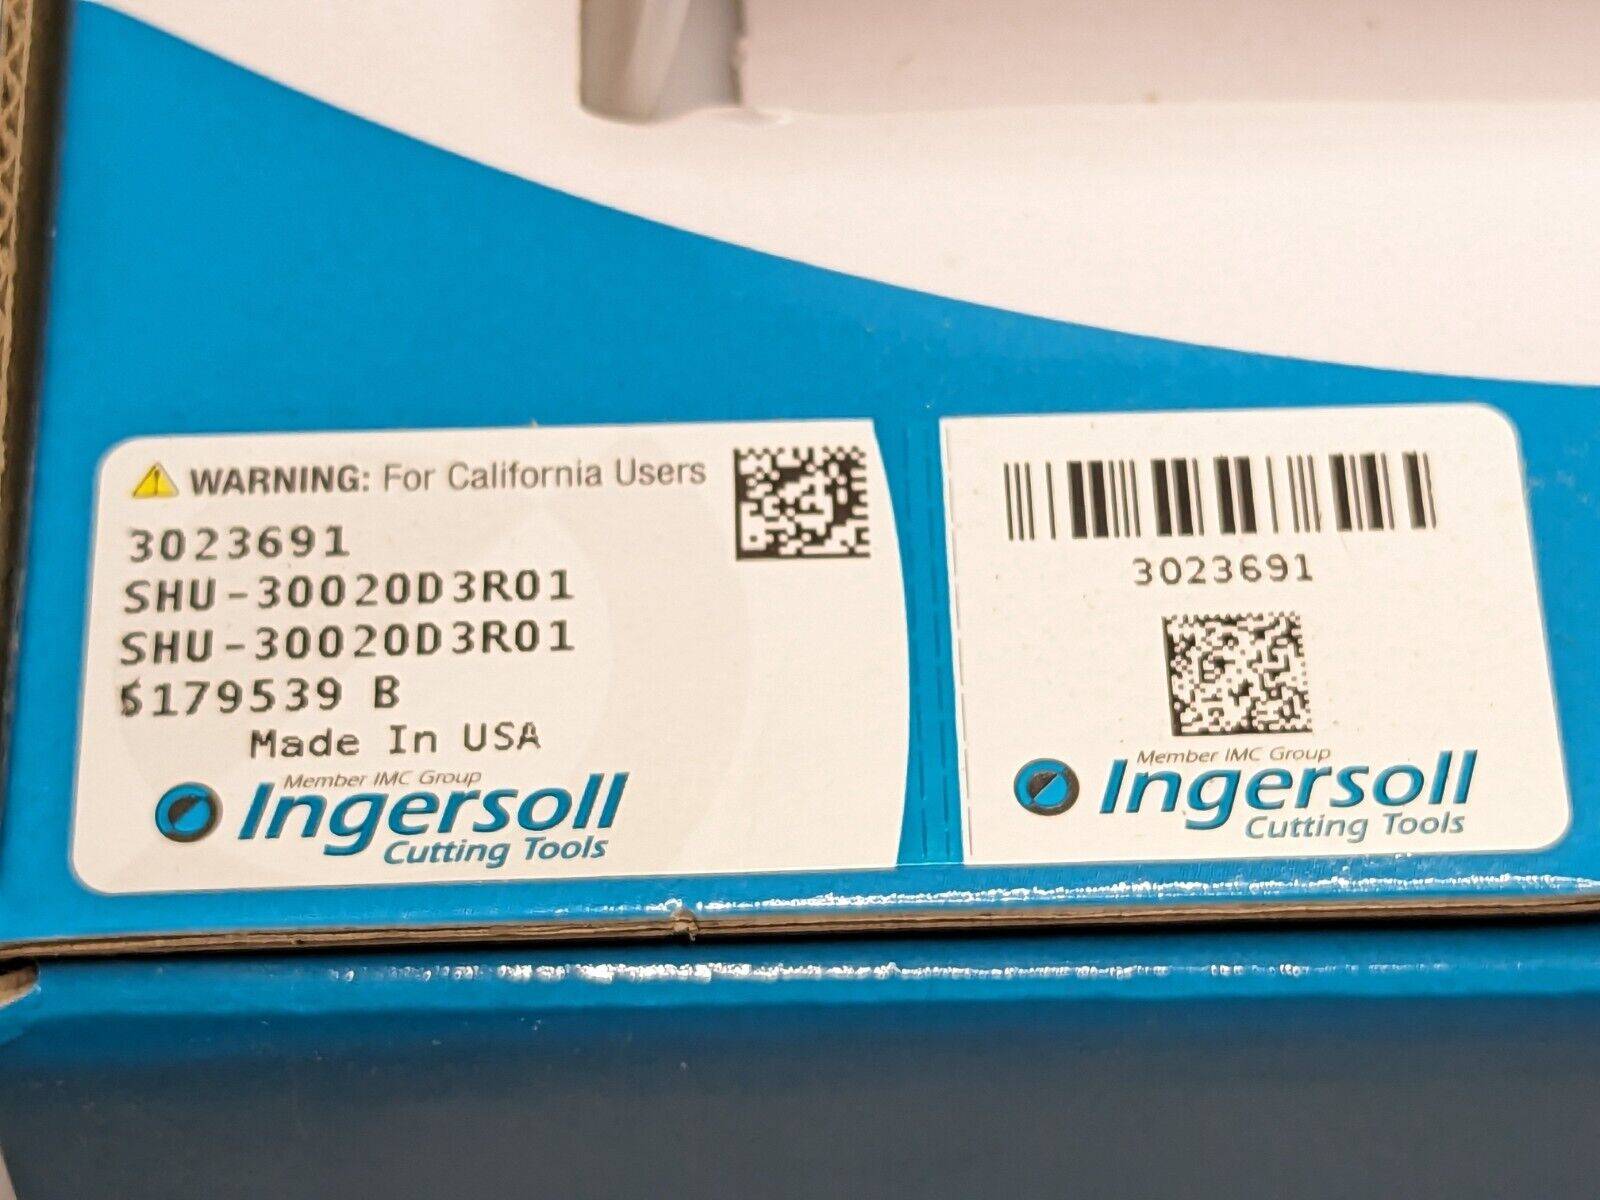 WARNING: For California Users
3023691
SHU-30020D3R01
SHU-30020D3R01
5179539 B
Made In USA
Member IMC Group
Ingersoll
Cutting Tools
3023691
Member IMC Group
Ingersoll
Cutting Tools